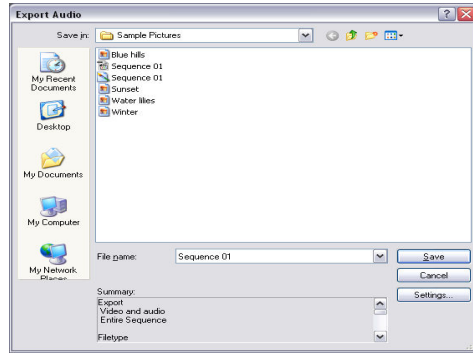 Export Audio
Save in:
Sample Pictures
My Recent
Documents
Desktop
My Documents
My Computer
My Network
Places
Blue hills
Sequence 01
Sequence 01
Sunset
Water lilies
Winter
File name:
Sequence 01
Save
Cancel
Settings...
Summary:
Export
Video and audio
Entire Sequence
Filetype